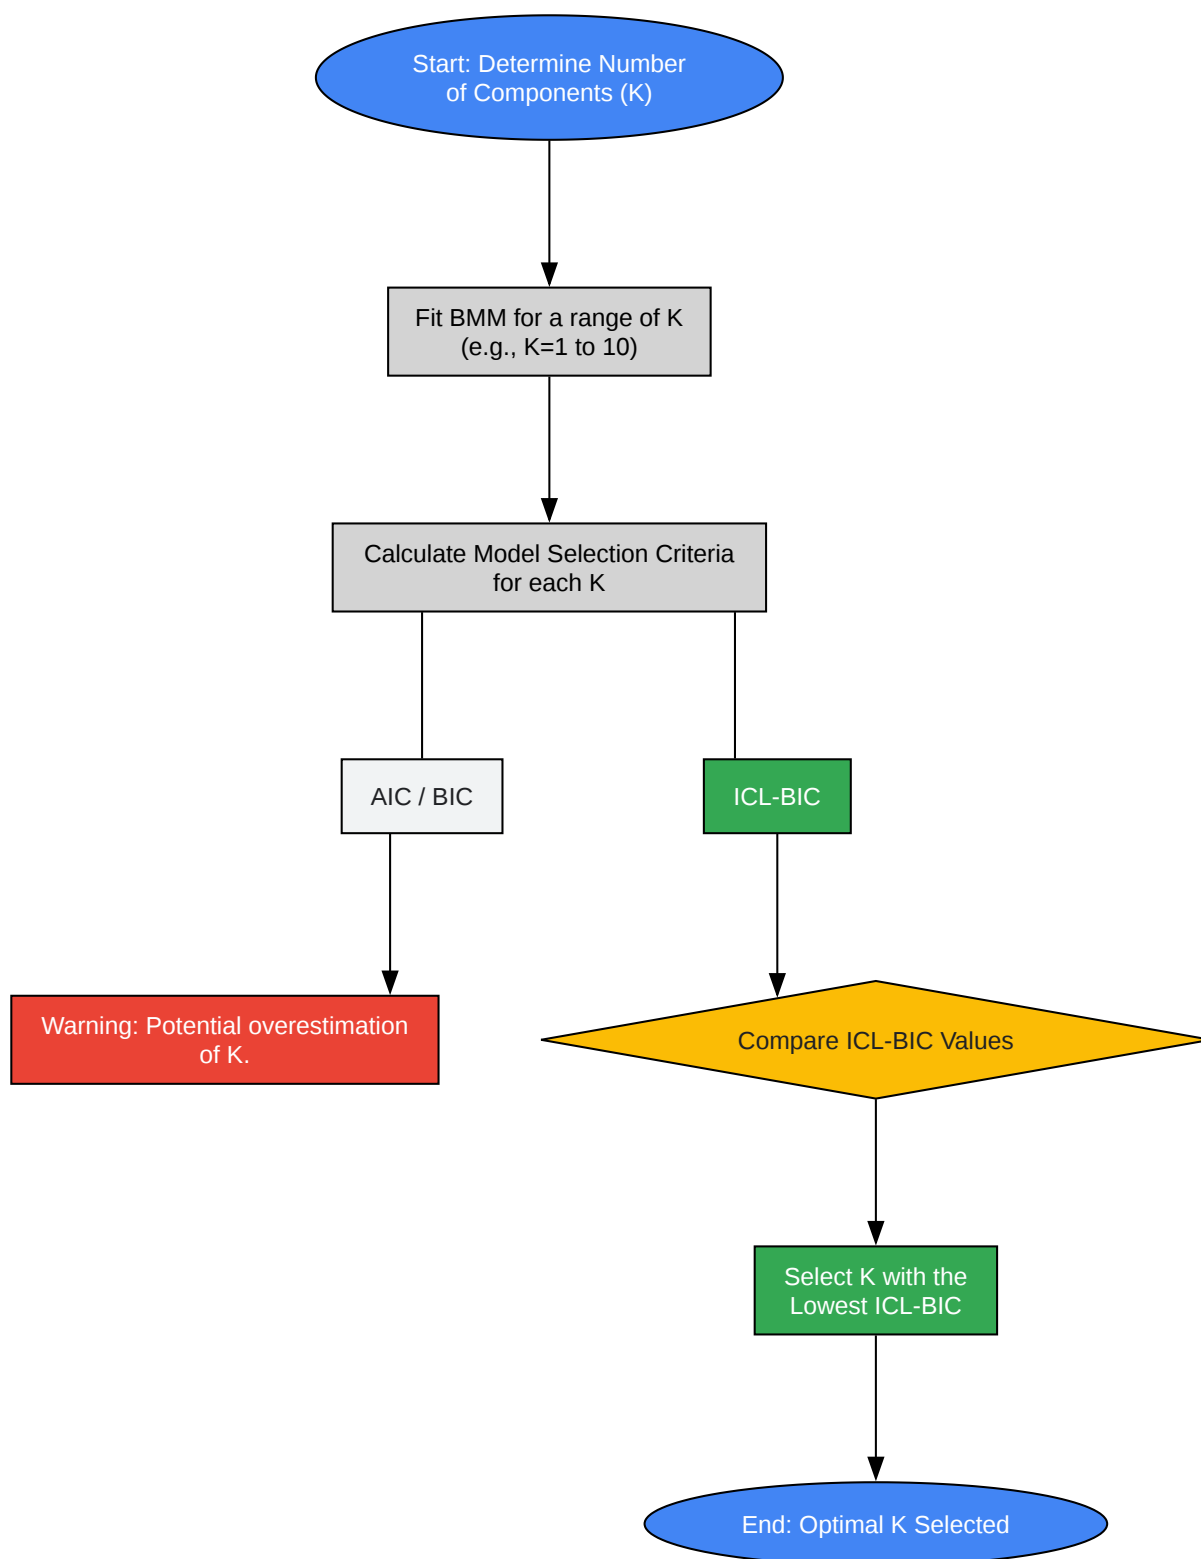 Start: Determine Number
of Components (K)
Fit BMM for a range of K
(e.g., K=1 to 10)
Calculate Model Selection Criteria
for each K
AIC / BIC
ICL-BIC
Warning: Potential overestimation
of K.
Compare ICL-BIC Values
Select K with the
Lowest ICL-BIC
End: Optimal K Selected